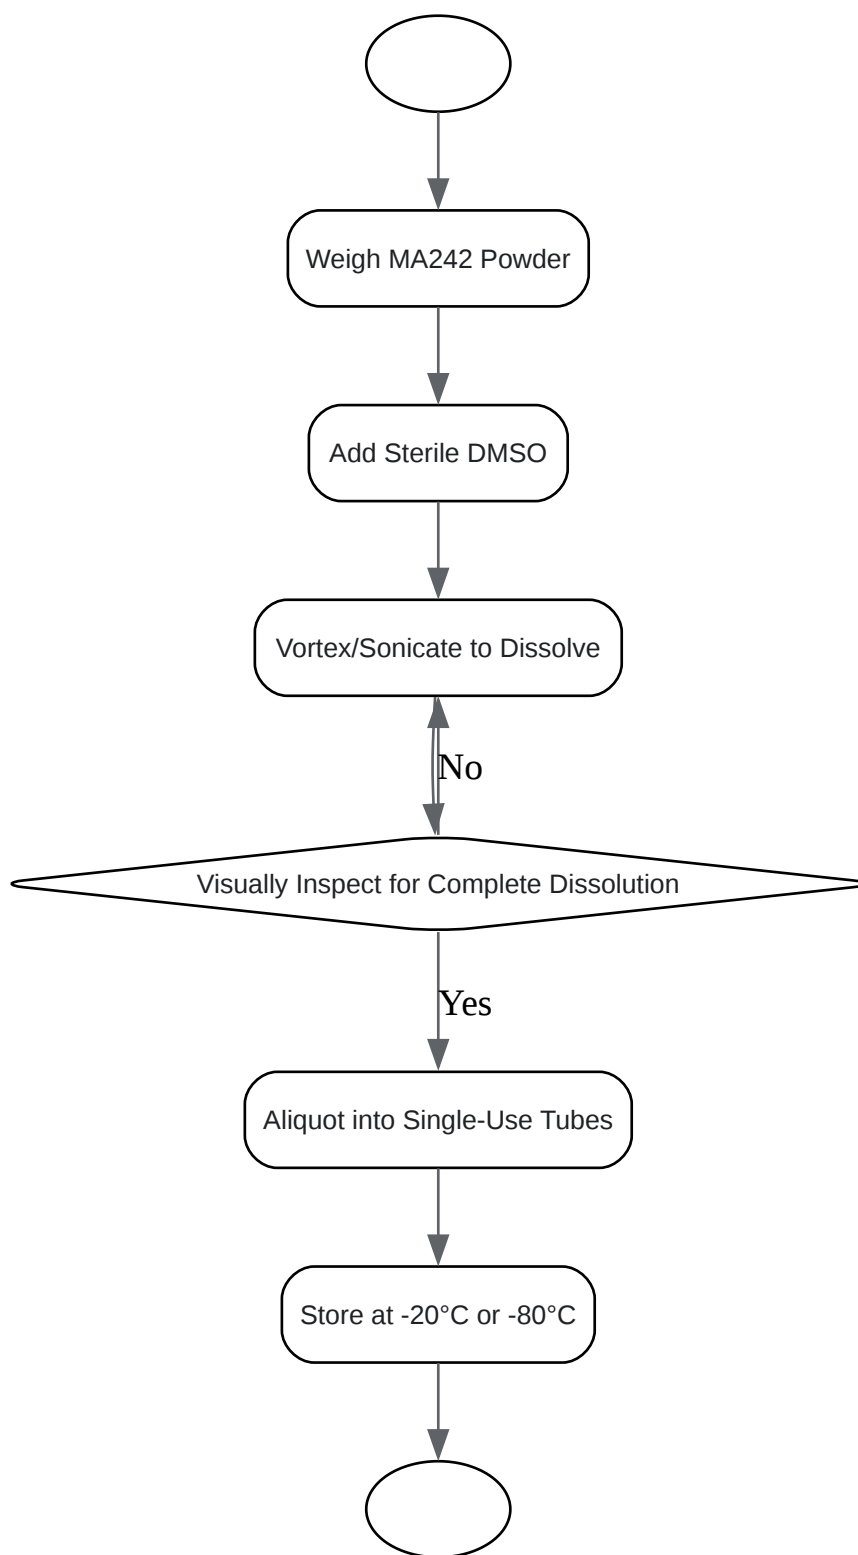 Weigh MA242 Powder
Add Sterile DMSO
Vortex/Sonicate to Dissolve
No
Visually Inspect for Complete Dissolution
Yes
Aliquot into Single-Use Tubes
Store at -20°C or -80°C